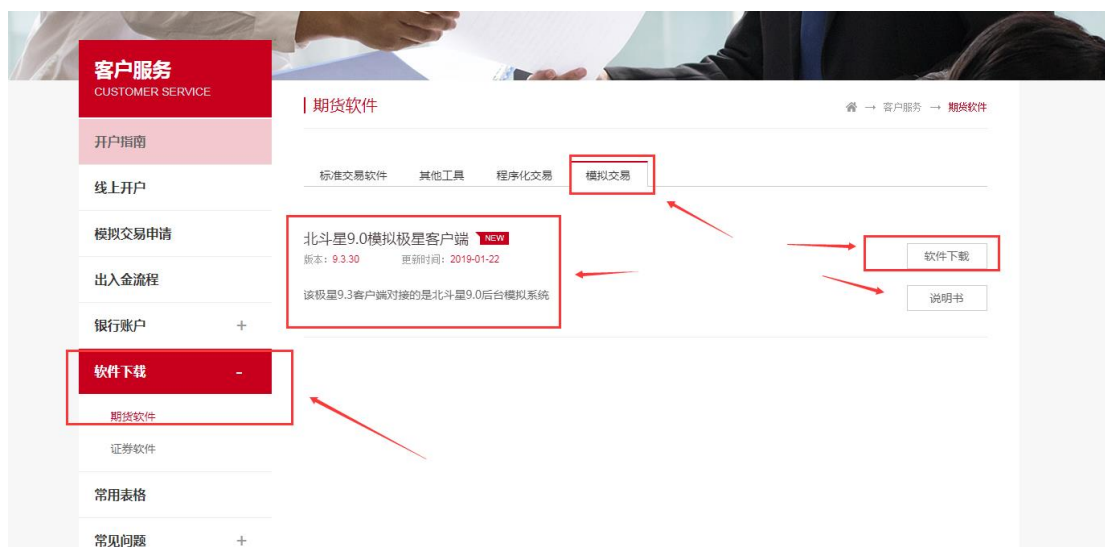 客户服务
CUSTOMER SERVICE
开户指南
线上开户
模拟交易申请
出入金流程
银行账户 +
软件下载 -
期货软件
证券软件
常用表格
常见问题 +
期货软件
→ 客户服务 → 期货软件
标准交易软件 其他工具 程序化交易 模拟交易
北斗星9.0模拟极星客户端 NEW
版本：9.3.30 更新时间：2019-01-22
该极星9.3客户端对接的是北斗星9.0后台模拟系统
软件下载
说明书